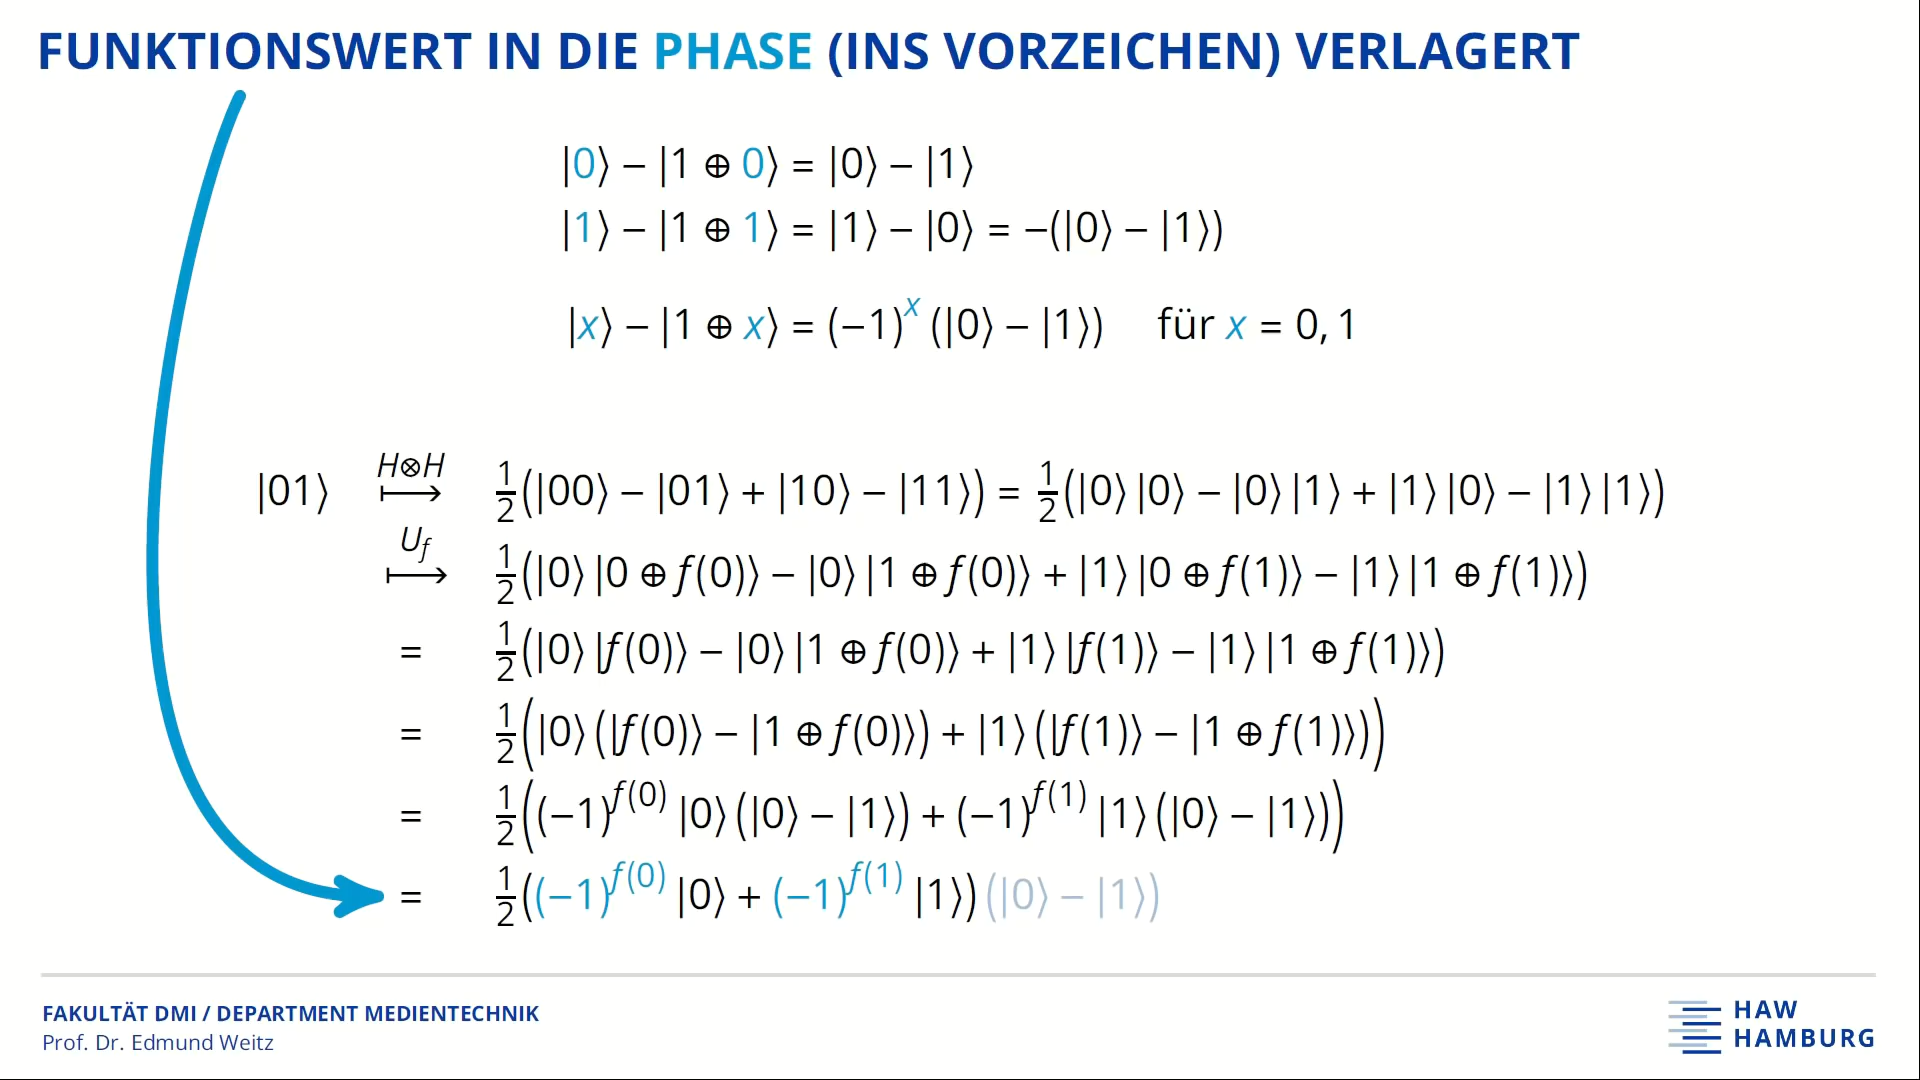 FUNKTIONSWERT IN DIE PHASE (INS VORZEICHEN) VERLAGERT
|0⟩ − |1 ⊕ 0⟩ = |0⟩ − |1⟩
|1⟩ − |1 ⊕ 1⟩ = |1⟩ − |0⟩ = −(|0⟩ − |1⟩)
|x⟩ − |1 ⊕ x⟩ = (−1)^x (|0⟩ − |1⟩) für x = 0, 1
|01⟩ H⊗H ⟼ 1/2(|00⟩ − |01⟩ + |10⟩ − |11⟩) = 1/2(|0⟩ |0⟩ − |0⟩ |1⟩ + |1⟩ |0⟩ − |1⟩ |1⟩)
U_f ⟼ 1/2(|0⟩ |0 ⊕ f(0)⟩ − |0⟩ |1 ⊕ f(0)⟩ + |1⟩ |0 ⊕ f(1)⟩ − |1⟩ |1 ⊕ f(1)⟩)
= 1/2(|0⟩ |f(0)⟩ − |0⟩ |1 ⊕ f(0)⟩ + |1⟩ |f(1)⟩ − |1⟩ |1 ⊕ f(1)⟩)
= 1/2(|0⟩ (|f(0)⟩ − |1 ⊕ f(0)⟩) + |1⟩ (|f(1)⟩ − |1 ⊕ f(1)⟩))
= 1/2((−1)^f(0) |0⟩ (|0⟩ − |1⟩) + (−1)^f(1) |1⟩ (|0⟩ − |1⟩))
= 1/2((−1)^f(0) |0⟩ + (−1)^f(1) |1⟩) (|0⟩ − |1⟩)
FAKULTÄT DMI / DEPARTMENT MEDIENTECHNIK
Prof. Dr. Edmund Weitz
HAW
HAMBURG